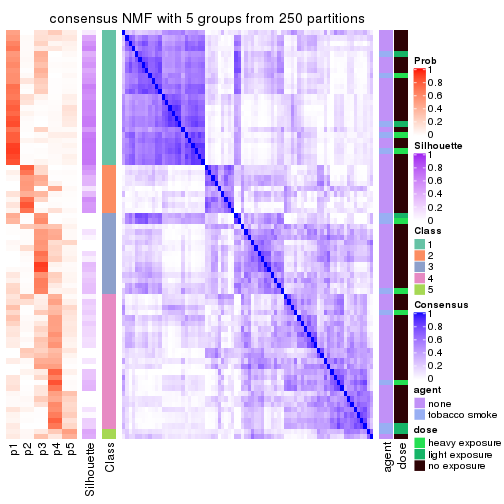 consensus NMF with 5 groups from 250 partitions
Prob
1
0.8
0.6
0.4
0.2
0
Silhouette
1
0.8
0.6
0.4
0.2
0
Class
1
2
3
4
5
Consensus
1
0.8
0.6
0.4
0.2
0
agent
none
tobacco smoke
dose
heavy exposure
light exposure
no exposure
p1
p2
p3
p4
p5
Silhouette
Class
agent
dose